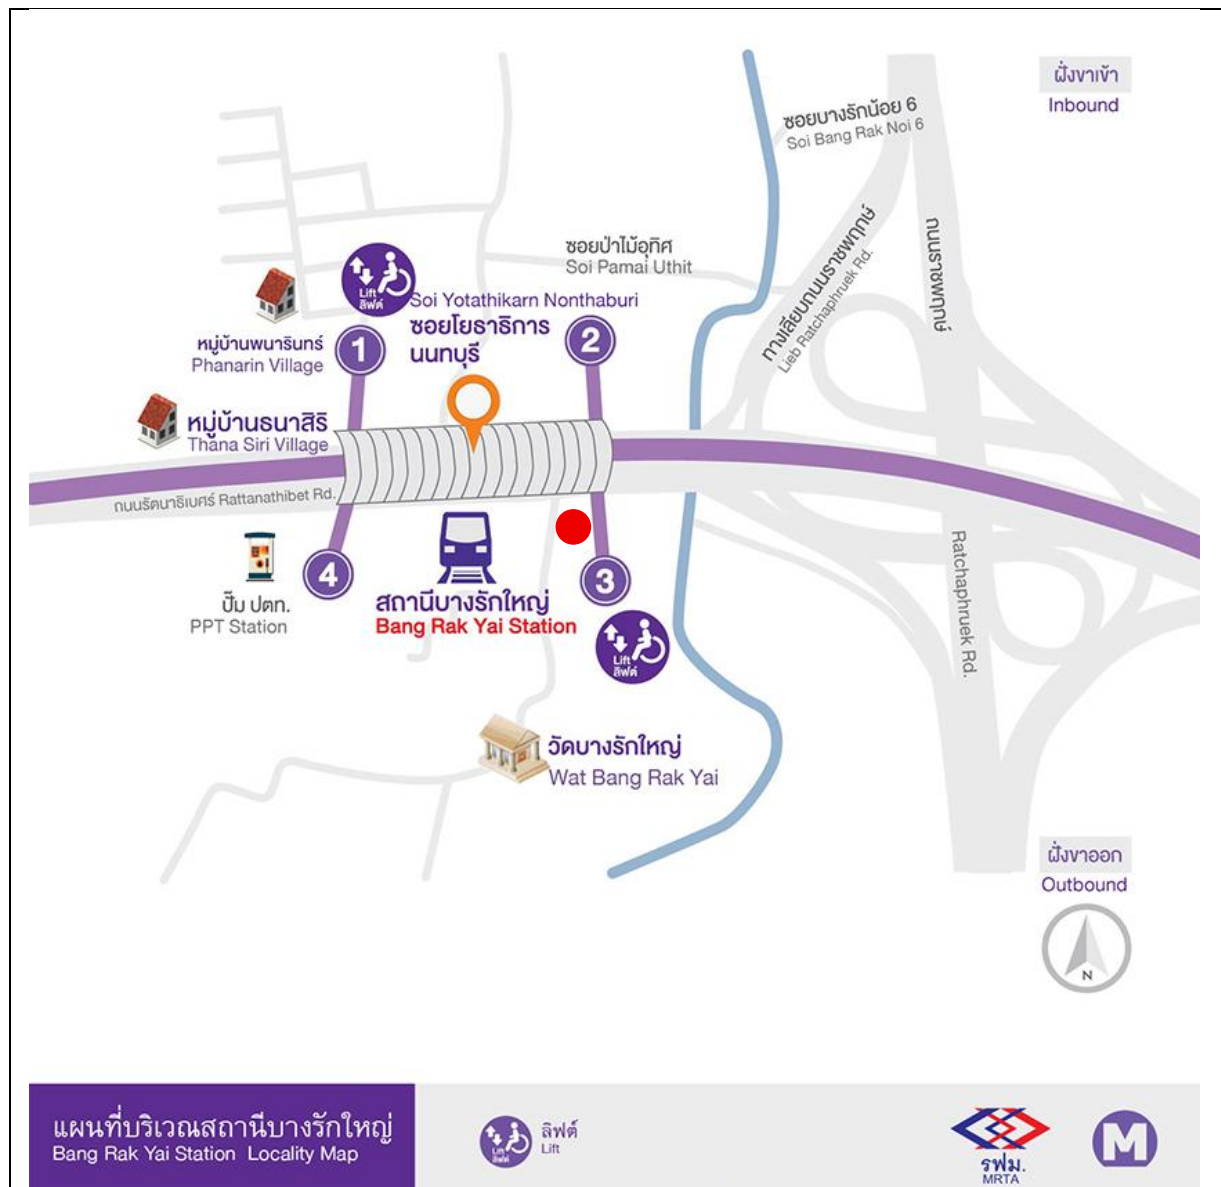 ฝั่งขาเข้า
Inbound
ซอยบางรักน้อย 6
Soi Bang Rak Noi 6
ทางเลียบถนนราชพฤกษ์
Lieb Ratchaphruek Rd.
ถนนราชพฤกษ์
ซอยป่าไม้อุทิศ
Soi Pamai Uthit
Lift
ลิฟต์
Soi Yotathikarn Nonthaburi
ซอยโยธาธิการ
นนทบุรี
1
2
หมู่บ้านพนารินทร์
Phanarin Village
หมู่บ้านธนาสิริ
Thana Siri Village
ถนนรัตนาธิเบศร์ Rattanathibet Rd.
Ratchaphruek Rd.
4
3
ปั๊ม ปตท.
PPT Station
สถานีบางรักใหญ่
Bang Rak Yai Station
Lift
ลิฟต์
วัดบางรักใหญ่
Wat Bang Rak Yai
ฝั่งขาออก
Outbound
N
แผนที่บริเวณสถานีบางรักใหญ่
Bang Rak Yai Station Locality Map
Lift
ลิฟต์
ลิฟต์
Lift
รฟม.
MRTA
M